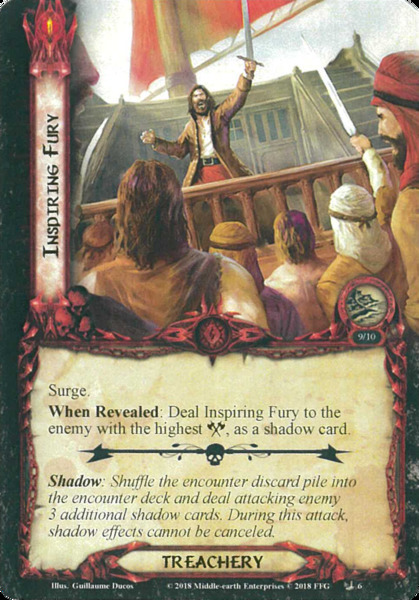 INSPIRING FURY
9/10
Surge.
When Revealed: Deal Inspiring Fury to the
enemy with the highest , as a shadow card.
Shadow: Shuffle the encounter discard pile into
the encounter deck and deal attacking enemy
3 additional shadow cards. During this attack,
shadow effects cannot be canceled.
TREACHERY
Illus. Guillaume Ducos
© 2018 Middle-earth Enterprises © 2018 FFG
6